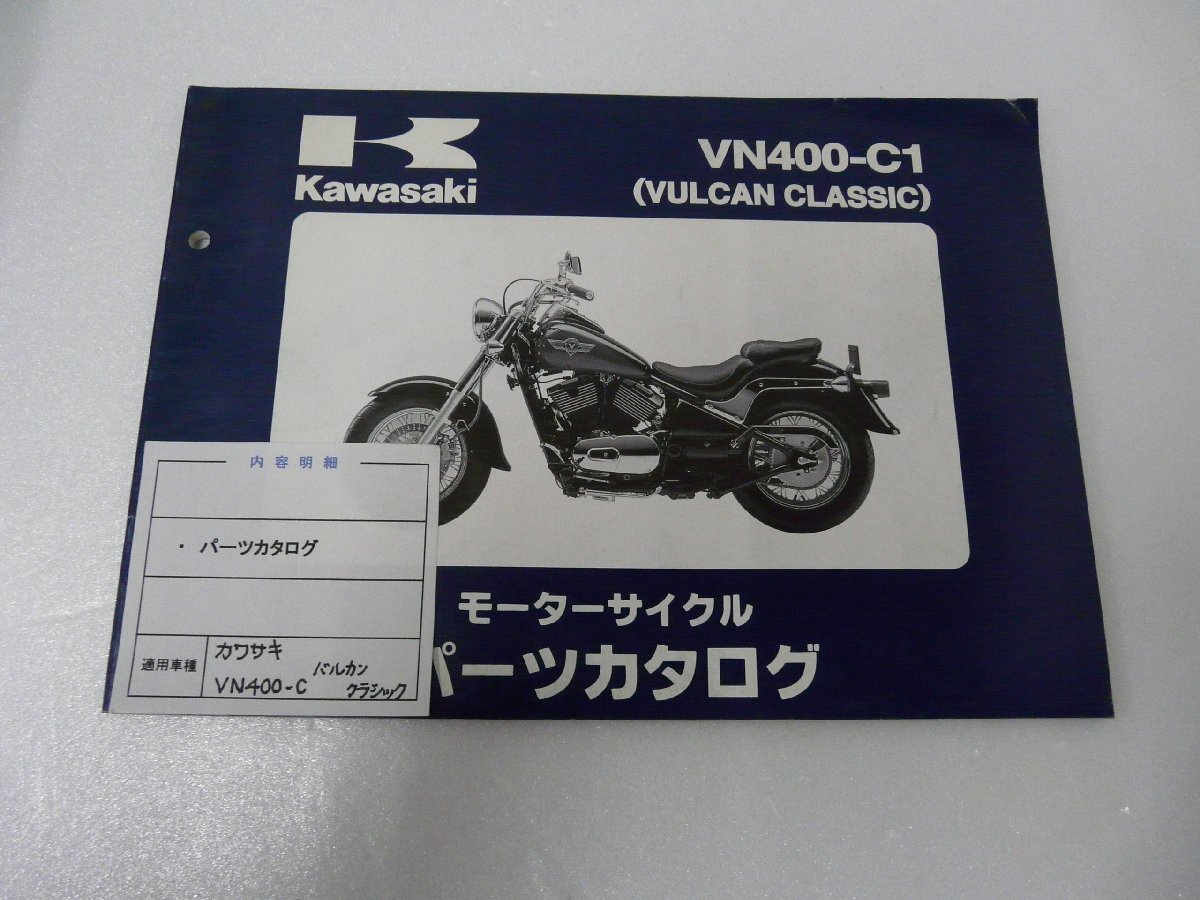 Kawasaki
VN400-C1
(VULCAN CLASSIC)
モーターサイクル
パーツカタログ
内容明細
・ パーツカタログ
適用車種
カワサキ
バルカン
VN400-C
クラシック